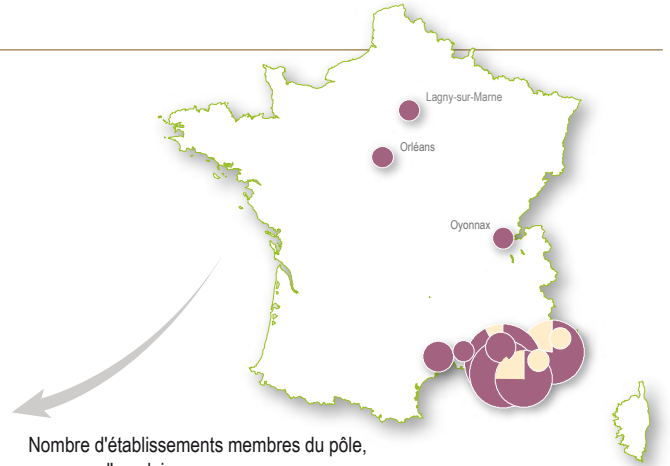 Lagny-sur-Marne
Orléans
Oyonnax
Nombre d'établissements membres du pôle,